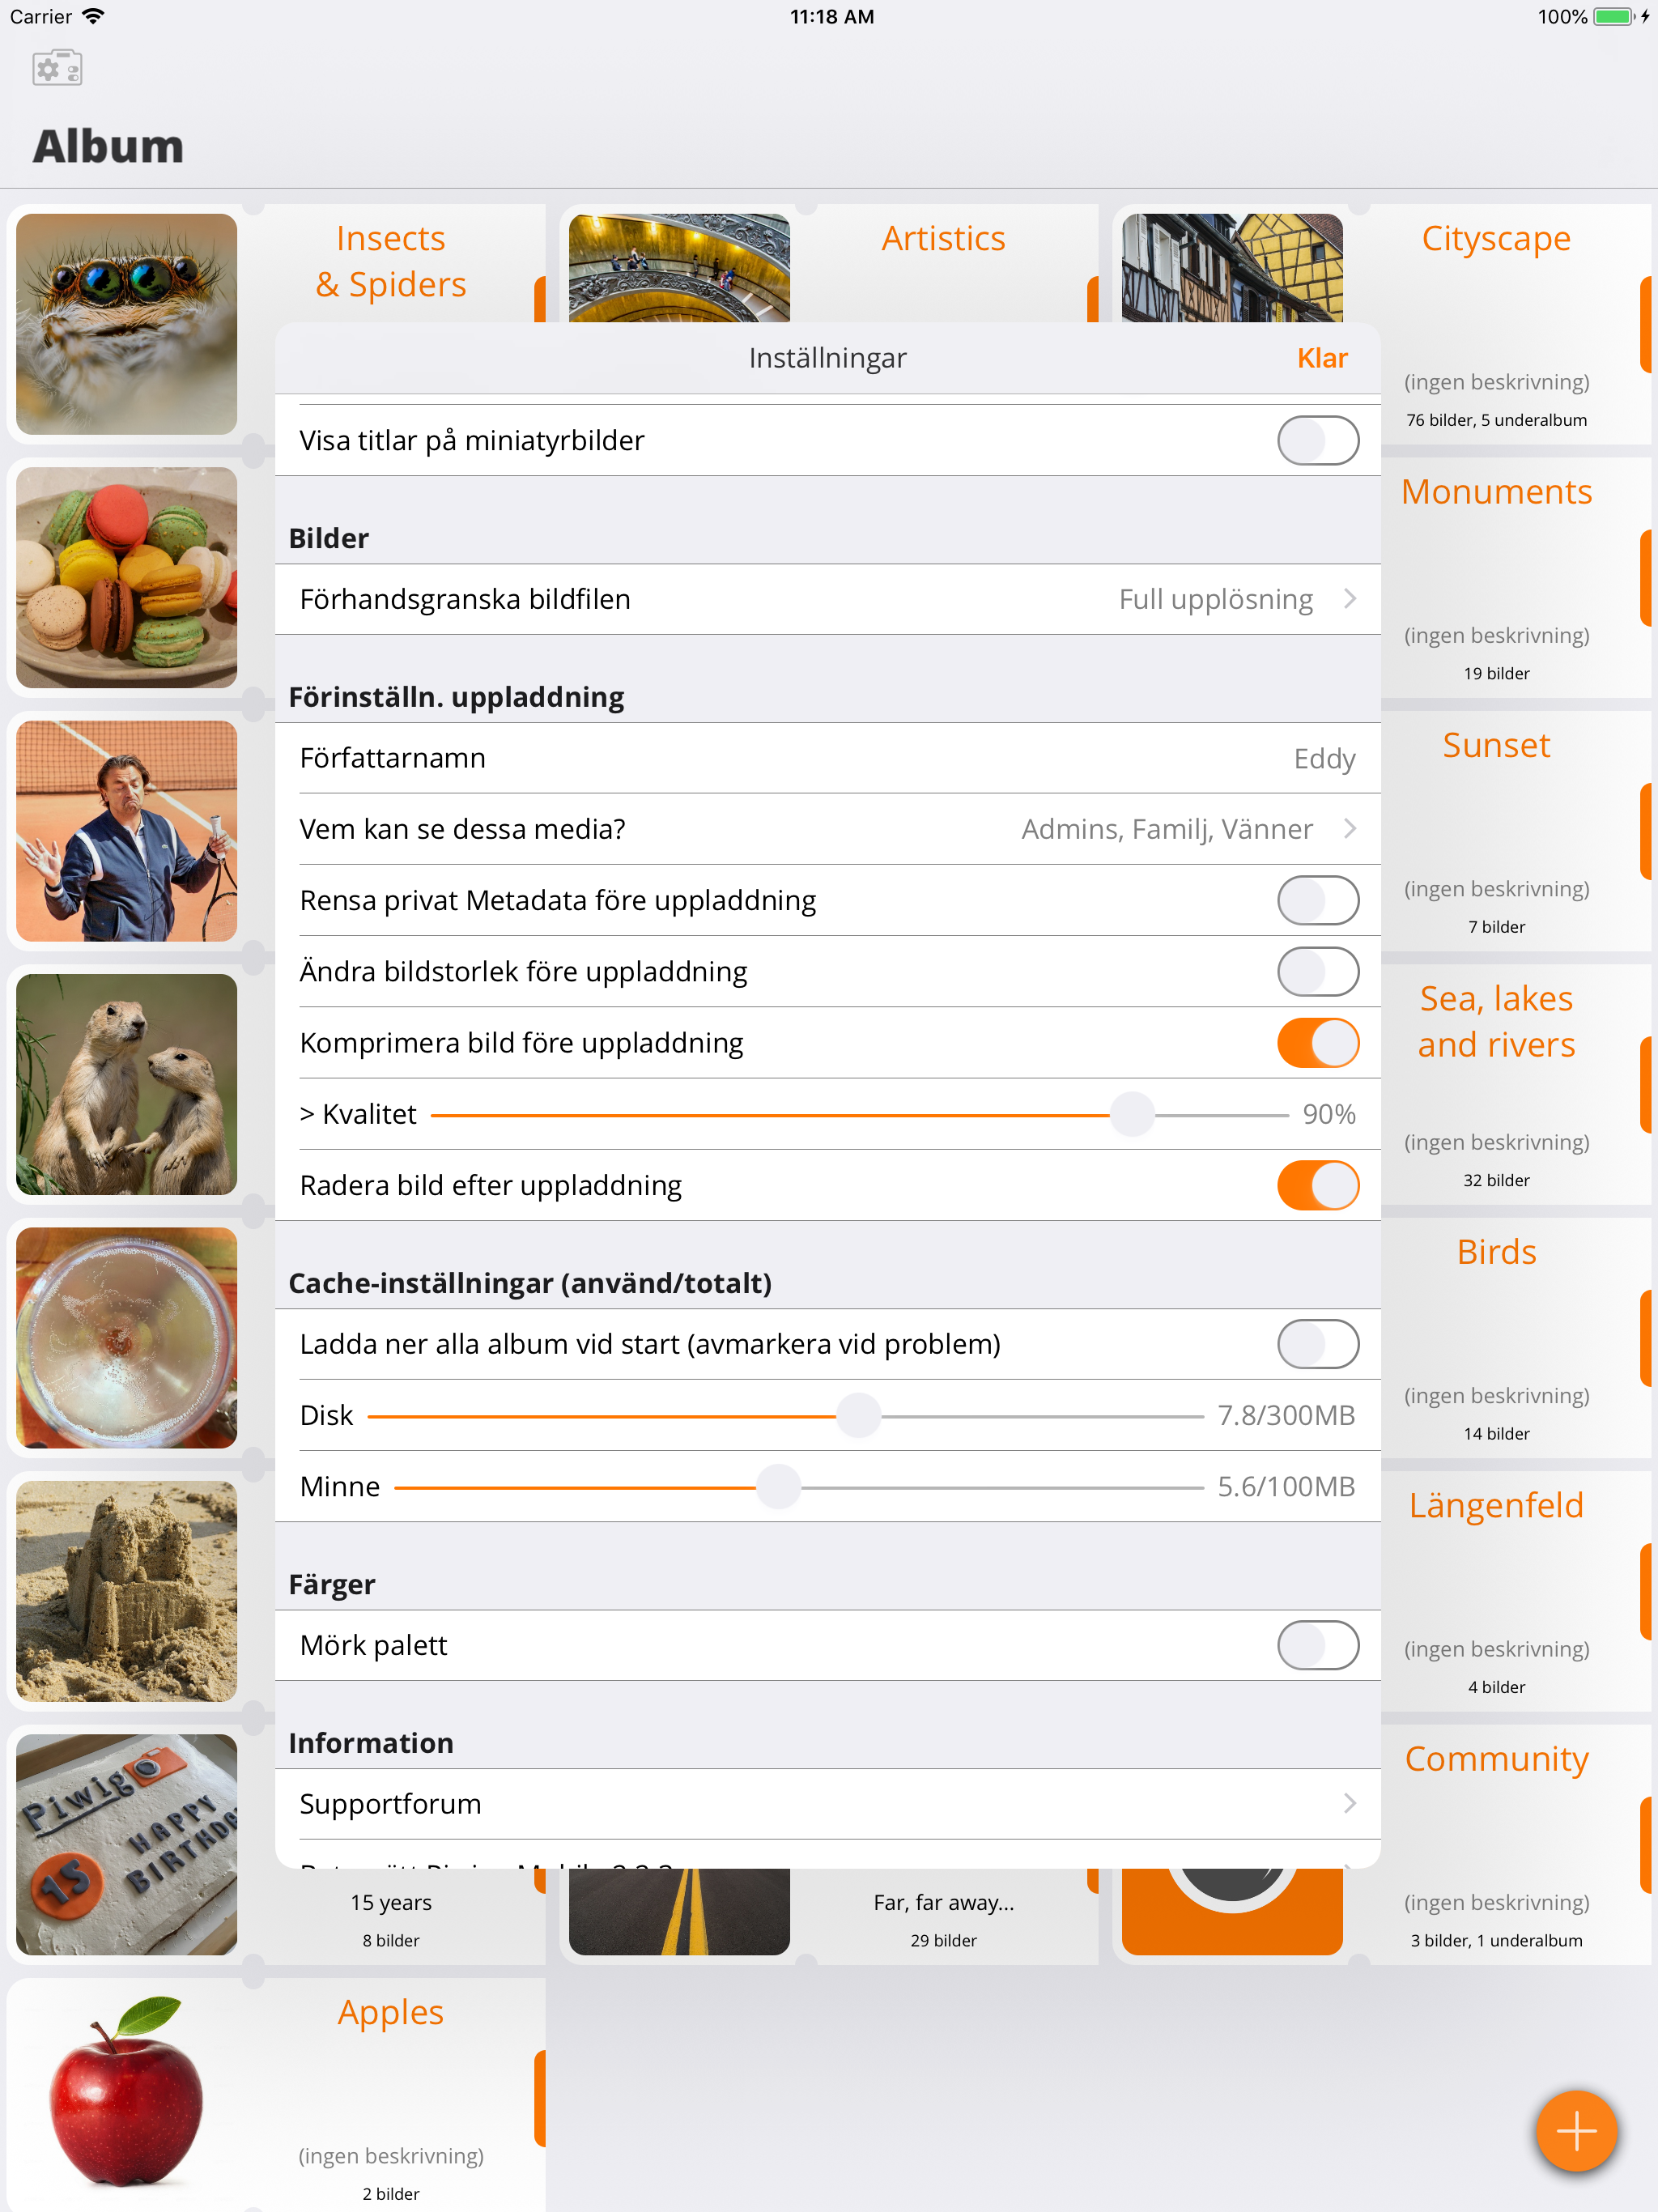 Carrier
11:18 AM
100%
Album
Insects
& Spiders
Artistics
Cityscape
(ingen beskrivning)
76 bilder, 5 underalbum
Monuments
(ingen beskrivning)
19 bilder
Sunset
(ingen beskrivning)
7 bilder
Sea, lakes
and rivers
(ingen beskrivning)
32 bilder
Birds
(ingen beskrivning)
14 bilder
Längenfeld
(ingen beskrivning)
4 bilder
Community
(ingen beskrivning)
3 bilder, 1 underalbum
Inställningar
Klar
Visa titlar på miniatyrbilder
Bilder
Förhandsgranska bildfilen
Full upplösning
Förinställn. uppladdning
Författarnamn
Eddy
Vem kan se dessa media?
Admins, Familj, Vänner
Rensa privat Metadata före uppladdning
Ändra bildstorlek före uppladdning
Komprimera bild före uppladdning
> Kvalitet
90%
Radera bild efter uppladdning
Cache-inställningar (använd/totalt)
Ladda ner alla album vid start (avmarkera vid problem)
Disk
7.8/300MB
Minne
5.6/100MB
Färger
Mörk palett
Information
Supportforum
Piwigo
HAPPY
15
15 years
8 bilder
Far, far away...
29 bilder
Apples
(ingen beskrivning)
2 bilder